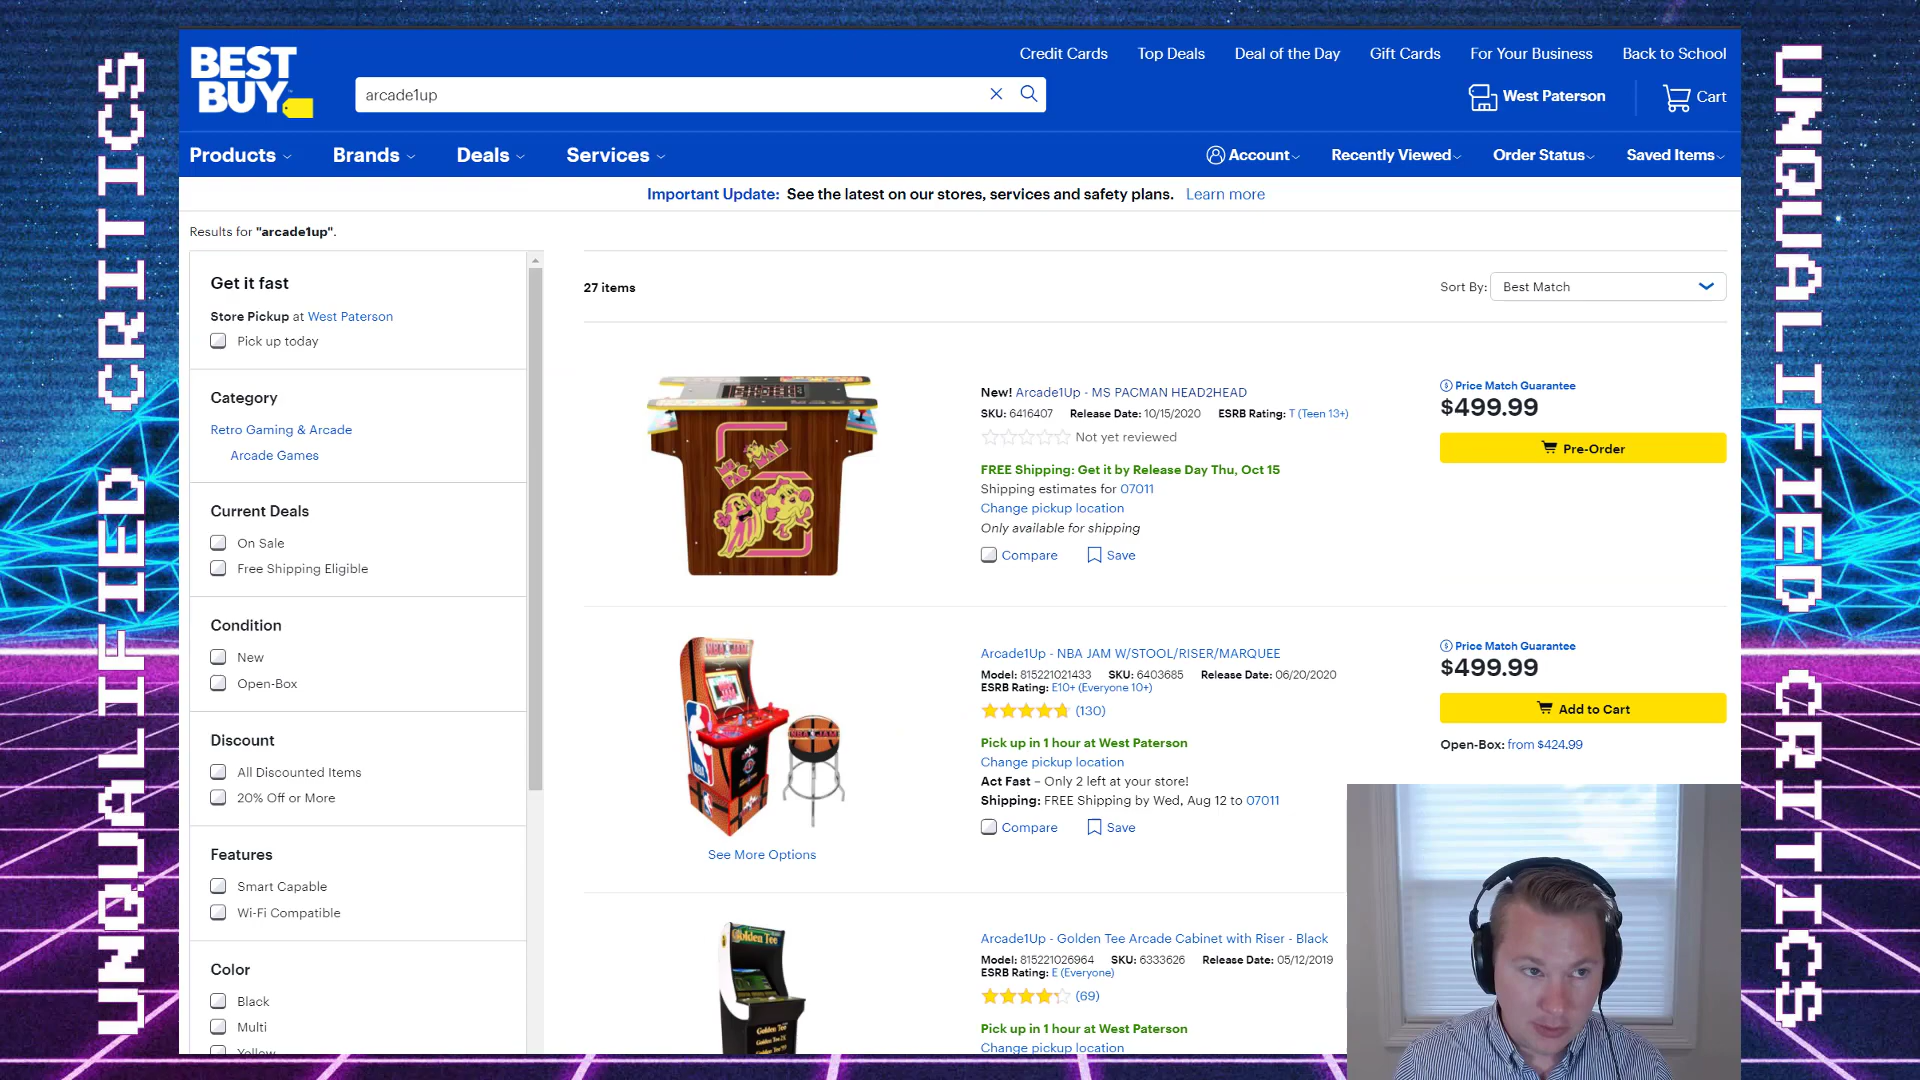 UNQUALIFIED CRITICS
BEST BUY
arcade1up
Credit Cards
Top Deals
Deal of the Day
Gift Cards
For Your Business
Back to School
West Paterson
Cart
Products
Brands
Deals
Services
Account
Recently Viewed
Order Status
Saved Items
Important Update: See the latest on our stores, services and safety plans. Learn more
Results for "arcade1up".
Get it fast
Store Pickup at West Paterson
Pick up today
Category
Retro Gaming & Arcade
Arcade Games
Current Deals
On Sale
Free Shipping Eligible
Condition
New
Open-Box
Discount
All Discounted Items
20% Off or More
Features
Smart Capable
Wi-Fi Compatible
Color
Black
Multi
Yellow
27 items
Sort By: Best Match
New! Arcade1Up - MS PACMAN HEAD2HEAD
SKU: 6416407 Release Date: 10/15/2020 ESRB Rating: T (Teen 13+)
Not yet reviewed
FREE Shipping: Get it by Release Day Thu, Oct 15
Shipping estimates for 07011
Change pickup location
Only available for shipping
Compare Save
Price Match Guarantee
$499.99
Pre-Order
Arcade1Up - NBA JAM W/STOOL/RISER/MARQUEE
Model: 815221021433 SKU: 6403685 Release Date: 06/20/2020
ESRB Rating: E10+ (Everyone 10+)
(130)
Pick up in 1 hour at West Paterson
Change pickup location
Act Fast – Only 2 left at your store!
Shipping: FREE Shipping by Wed, Aug 12 to 07011
Compare Save
See More Options
Price Match Guarantee
$499.99
Add to Cart
Open-Box: from $424.99
Golden Tee
Arcade1Up - Golden Tee Arcade Cabinet with Riser - Black
Model: 815221026964 SKU: 6333626 Release Date: 05/12/2019
ESRB Rating: E (Everyone)
(69)
Pick up in 1 hour at West Paterson
Change pickup location
UNQUALIFIED CRITICS